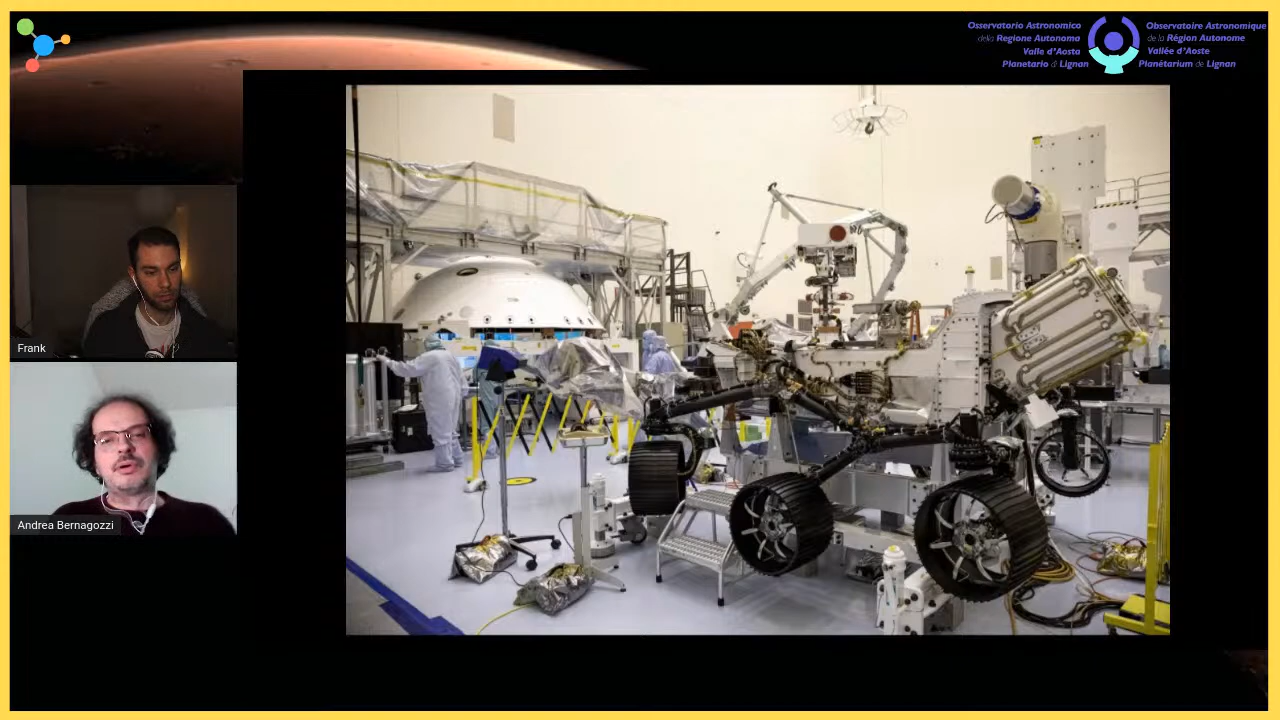 Osservatorio Astronomico
della Regione Autonoma
Valle d'Aosta
Planetario di Lignan
Observatoire Astronomique
de la Région Autonome
Vallée d'Aoste
Planétarium de Lignan
Frank
Andrea Bernagozzi